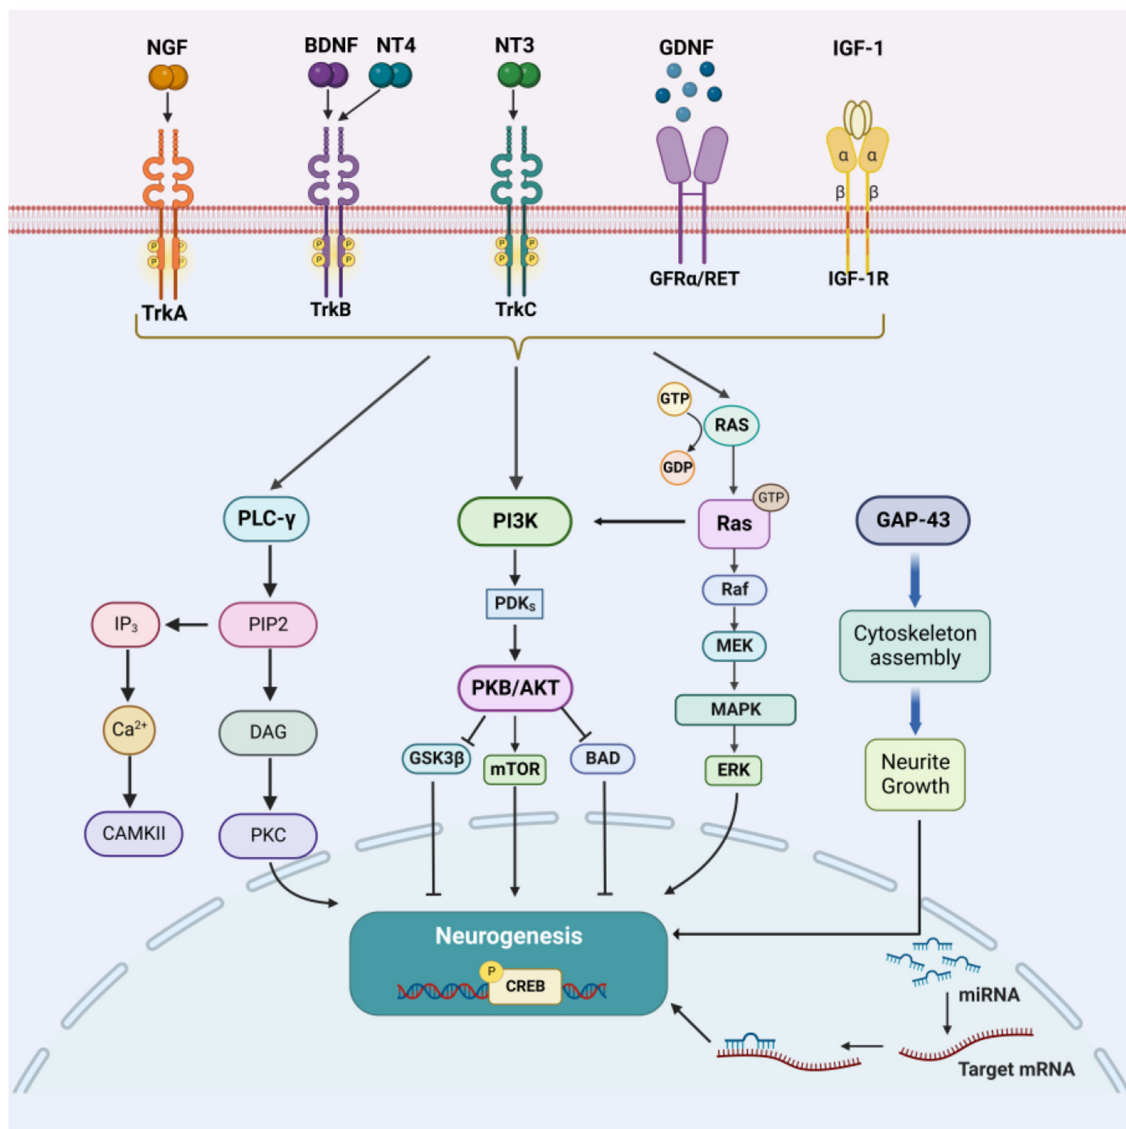 NGF
BDNF
NT4
NT3
GDNF
IGF-1
α
α
β
β
P
P
P
P
P
P
P
P
P
P
P
P
TrkA
TrkB
TrkC
GFRα/RET
IGF-1R
GTP
RAS
GDP
GTP
PLC-γ
PI3K
Ras
GAP-43
Raf
IP₃
PIP2
PDKₛ
MEK
Cytoskeleton
assembly
PKB/AKT
MAPK
Ca²⁺
DAG
GSK3β
mTOR
BAD
ERK
Neurite
Growth
CAMKII
PKC
Neurogenesis
P
CREB
miRNA
Target mRNA